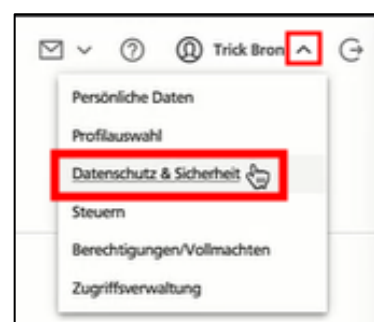 Trick Bron
Persönliche Daten
Profilauswahl
Datenschutz & Sicherheit
Steuern
Berechtigungen/Vollmachten
Zugriffsverwaltung